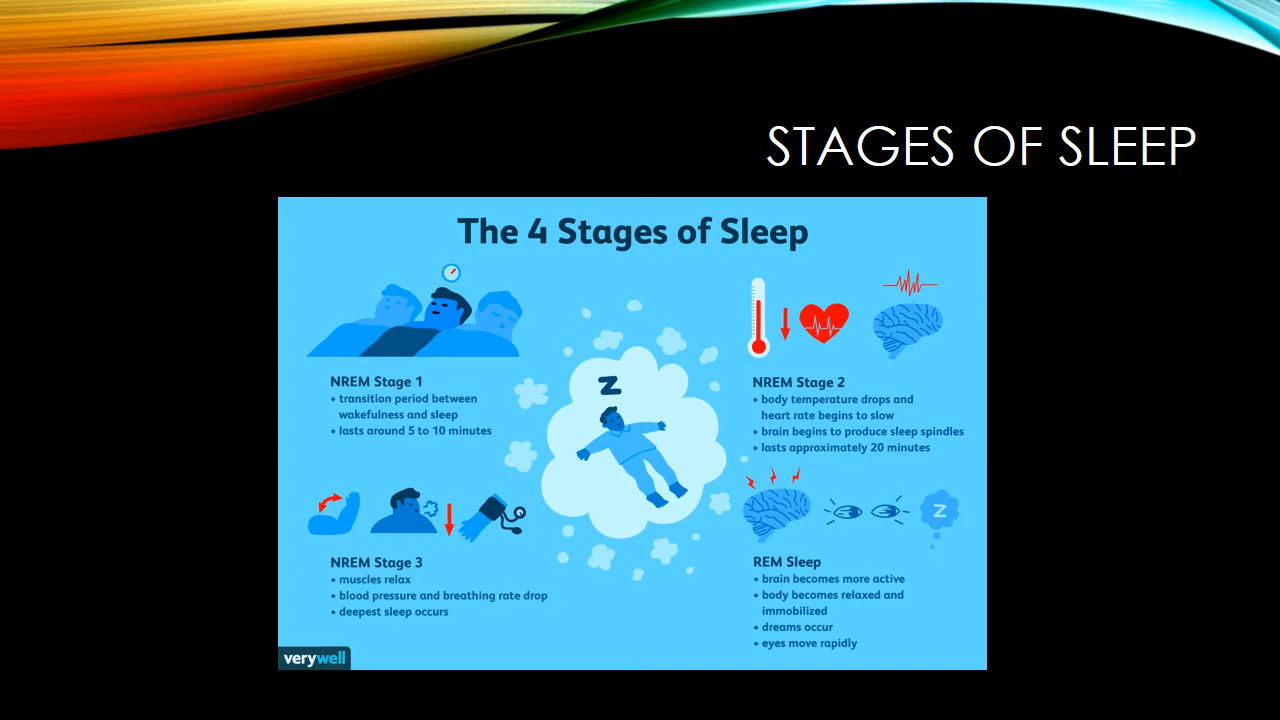 STAGES OF SLEEP
The 4 Stages of Sleep
Z
NREM Stage 1
• transition period between
wakefulness and sleep
• lasts around 5 to 10 minutes
NREM Stage 2
• body temperature drops and
heart rate begins to slow
• brain begins to produce sleep spindles
• lasts approximately 20 minutes
NREM Stage 3
• muscles relax
• blood pressure and breathing rate drop
• deepest sleep occurs
Z
REM Sleep
• brain becomes more active
• body becomes relaxed and
immobilized
• dreams occur
• eyes move rapidly
verywell